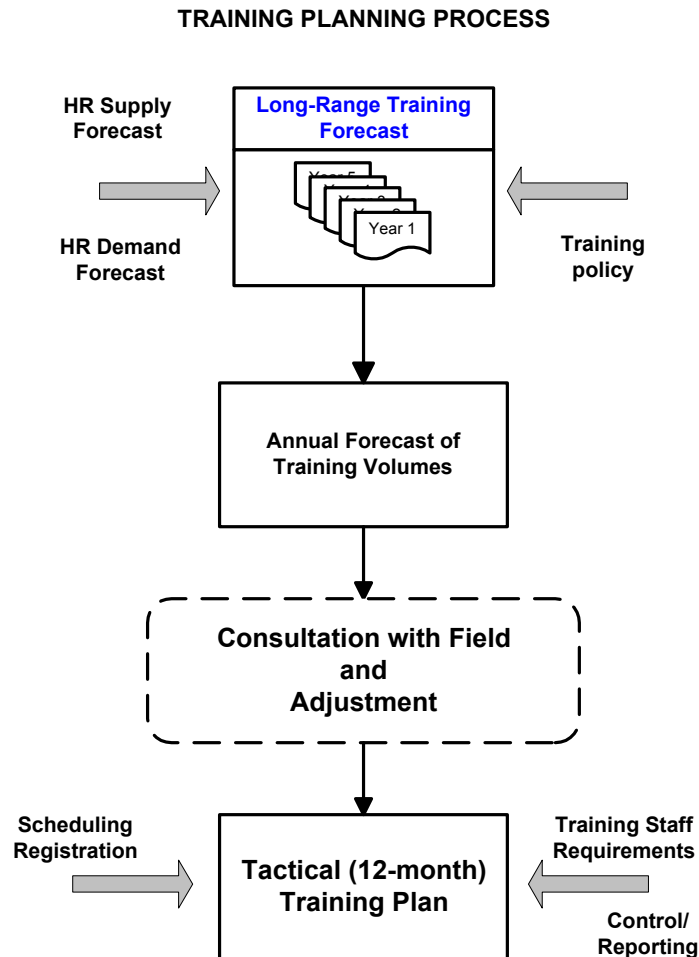 TRAINING PLANNING PROCESS
HR Supply
Forecast
HR Demand
Forecast
Long-Range Training
Forecast
Year 5
Year 1
Training
policy
Annual Forecast of
Training Volumes
Consultation with Field
and
Adjustment
Scheduling
Registration
Tactical (12-month)
Training Plan
Training Staff
Requirements
Control/
Reporting